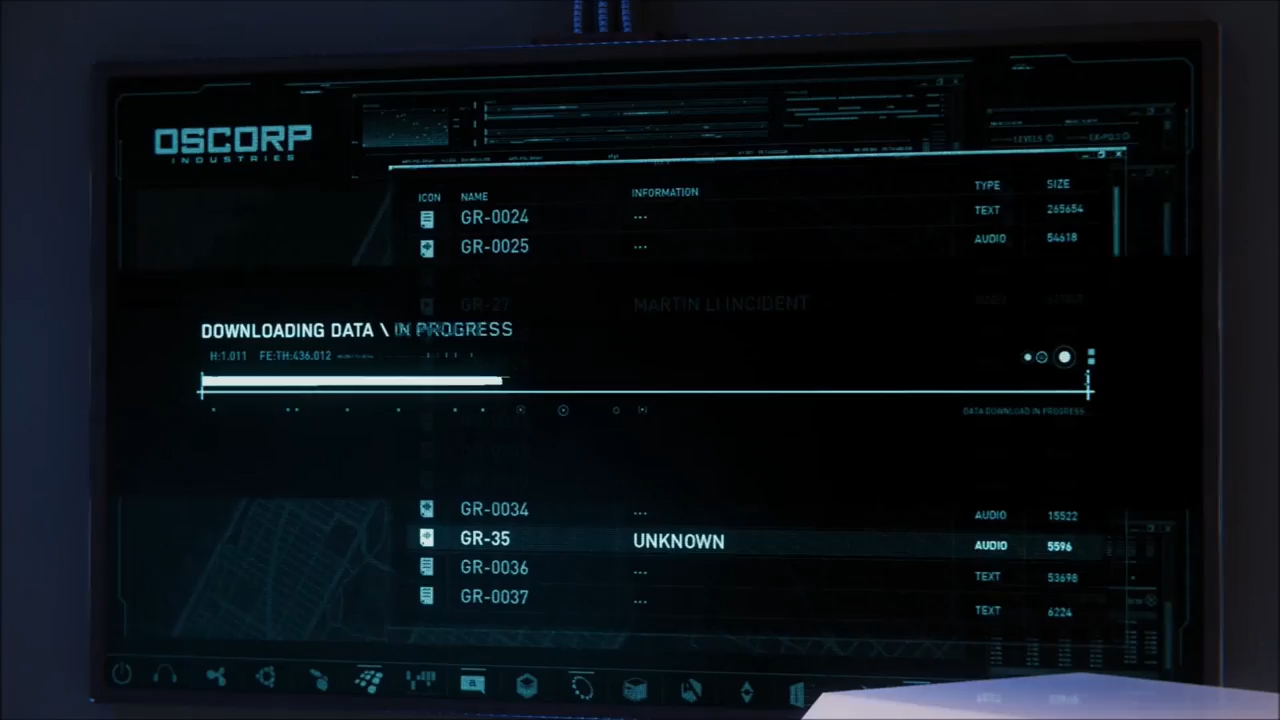 OSCORP
INDUSTRIES
LEVELS
ICON NAME INFORMATION TYPE SIZE
GR-0024 ... TEXT 265654
GR-0025 ... AUDIO 54618
GR-27 MARTIN LI INCIDENT
DOWNLOADING DATA \ IN PROGRESS
H:1.011 FE:TH:436.012
DATA DOWNLOAD IN PROGRESS
GR-0034 ... AUDIO 15522
GR-35 UNKNOWN AUDIO 5596
GR-0036 ... TEXT 53698
GR-0037 ... TEXT 6224
a